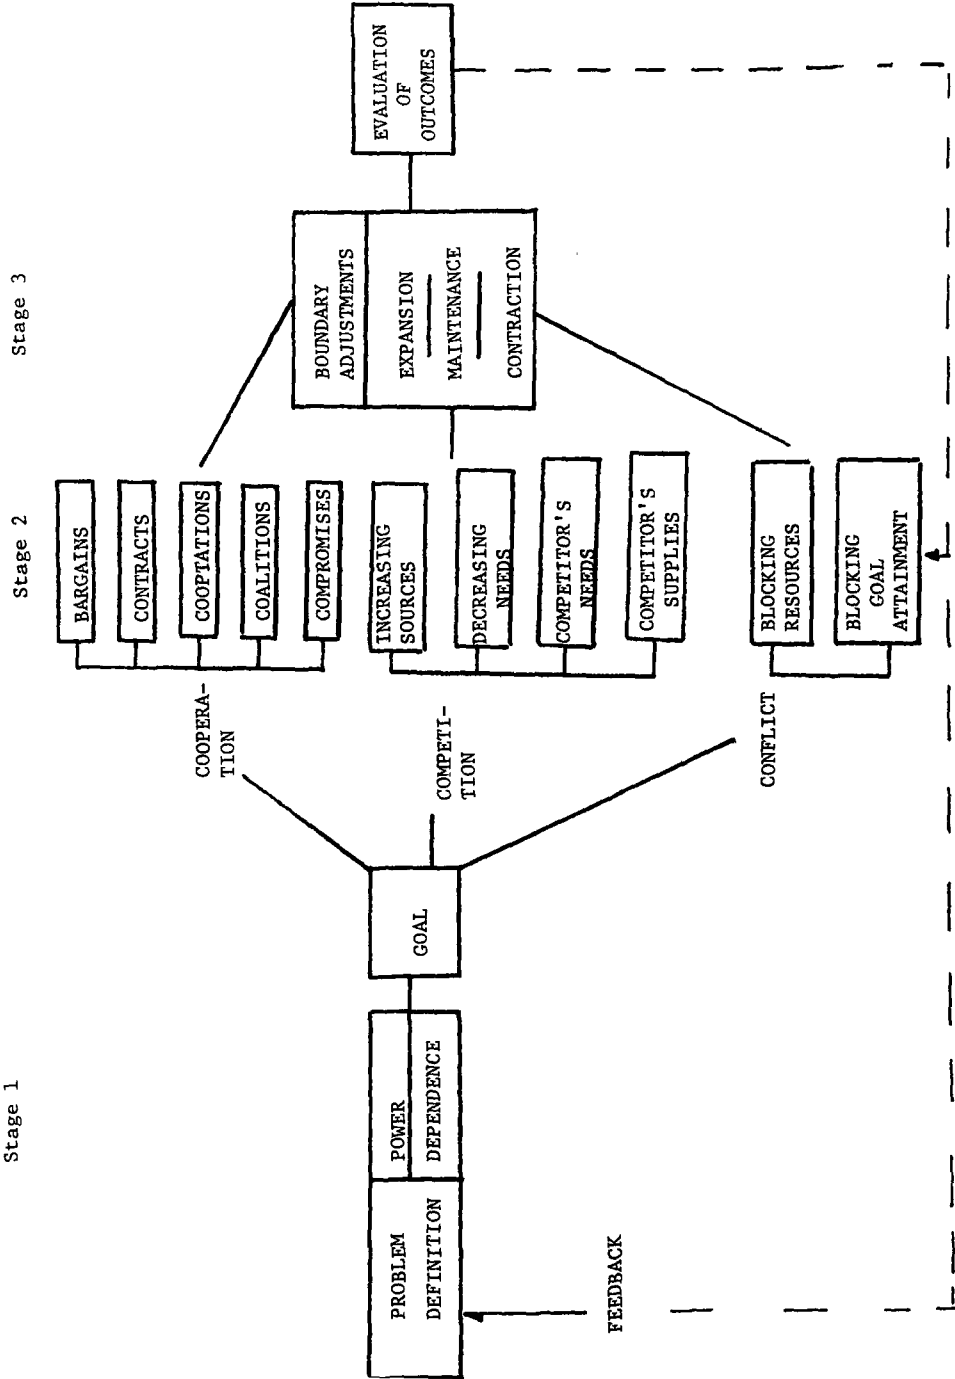 Stage 1
Stage 2
Stage 3
PROBLEM
DEFINITION
POWER
DEPENDENCE
GOAL
COOPERA-
TION
COMPETI-
TION
CONFLICT
BARGAINS
CONTRACTS
COOPTATIONS
COALITIONS
COMPROMISES
INCREASING
SOURCES
DECREASING
NEEDS
COMPETITOR'S
NEEDS
COMPETITOR'S
SUPPLIES
BLOCKING
RESOURCES
BLOCKING
GOAL
ATTAINMENT
BOUNDARY
ADJUSTMENTS
EXPANSION
MAINTENANCE
CONTRACTION
EVALUATION
OF
OUTCOMES
FEEDBACK